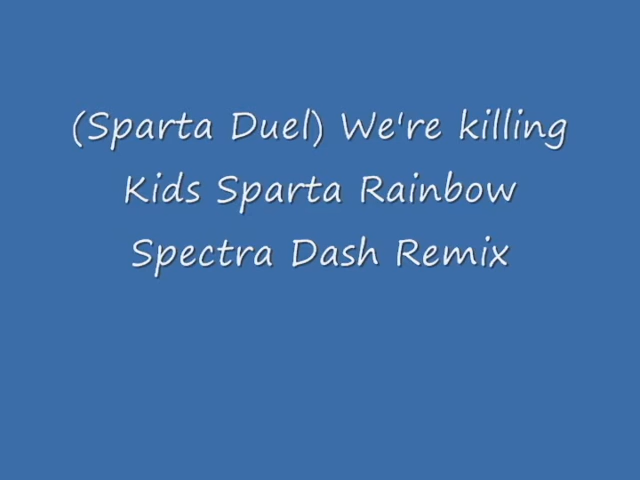 (Sparta Duel) We're killing
Kids Sparta Rainbow
Spectra Dash Remix